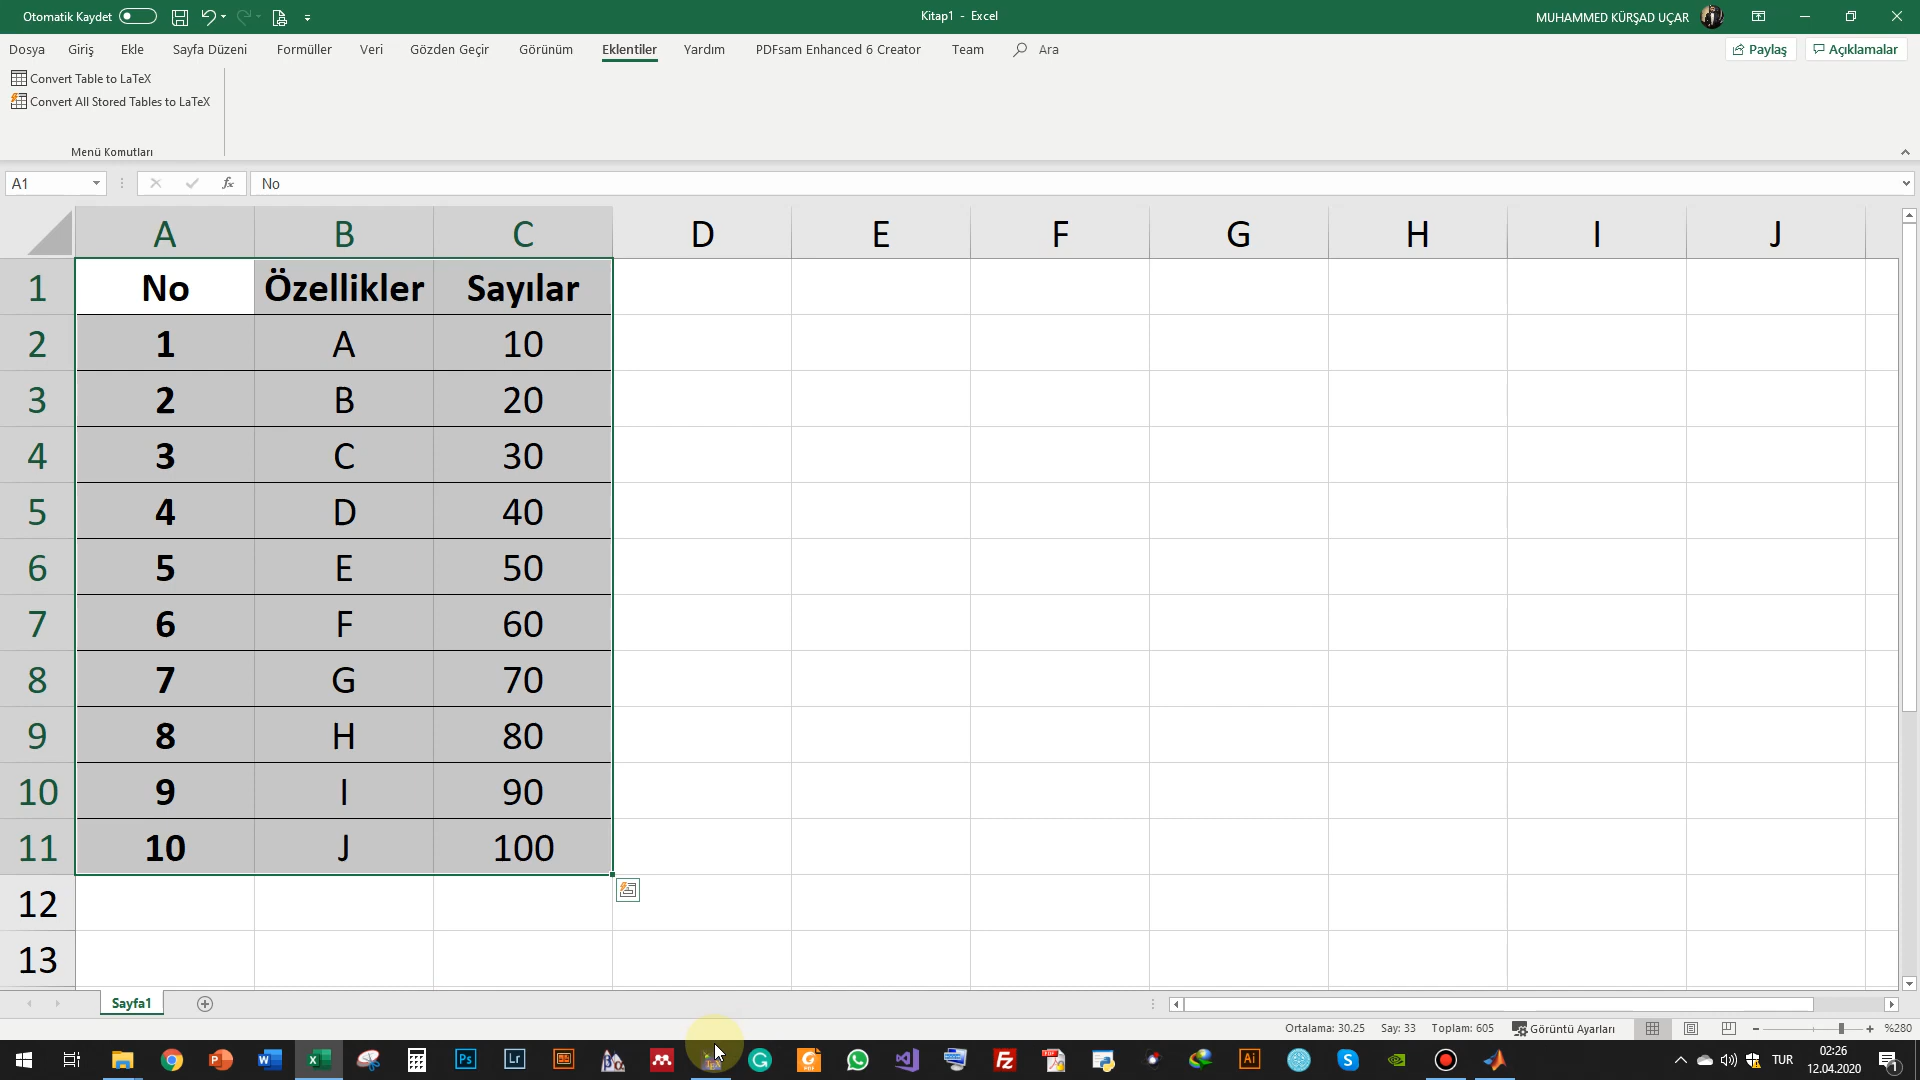 Otomatik Kaydet
Kitap1 - Excel
MUHAMMED KÜRŞAD UÇAR
Dosya Giriş Ekle Sayfa Düzeni Formüller Veri Gözden Geçir Görünüm Eklentiler Yardım PDFsam Enhanced 6 Creator Team Ara Paylaş Açıklamalar
Convert Table to LaTeX
Convert All Stored Tables to LaTeX
Menü Komutları
A1 fx No
A B C D E F G H I J
1 No Özellikler Sayılar
2 1 A 10
3 2 B 20
4 3 C 30
5 4 D 40
6 5 E 50
7 6 F 60
8 7 G 70
9 8 H 80
10 9 I 90
11 10 J 100
12
13
Sayfa1
Ortalama: 30.25 Say: 33 Toplam: 605 Görüntü Ayarları %280
Ps Lr Ai TUR 02:26
12.04.2020